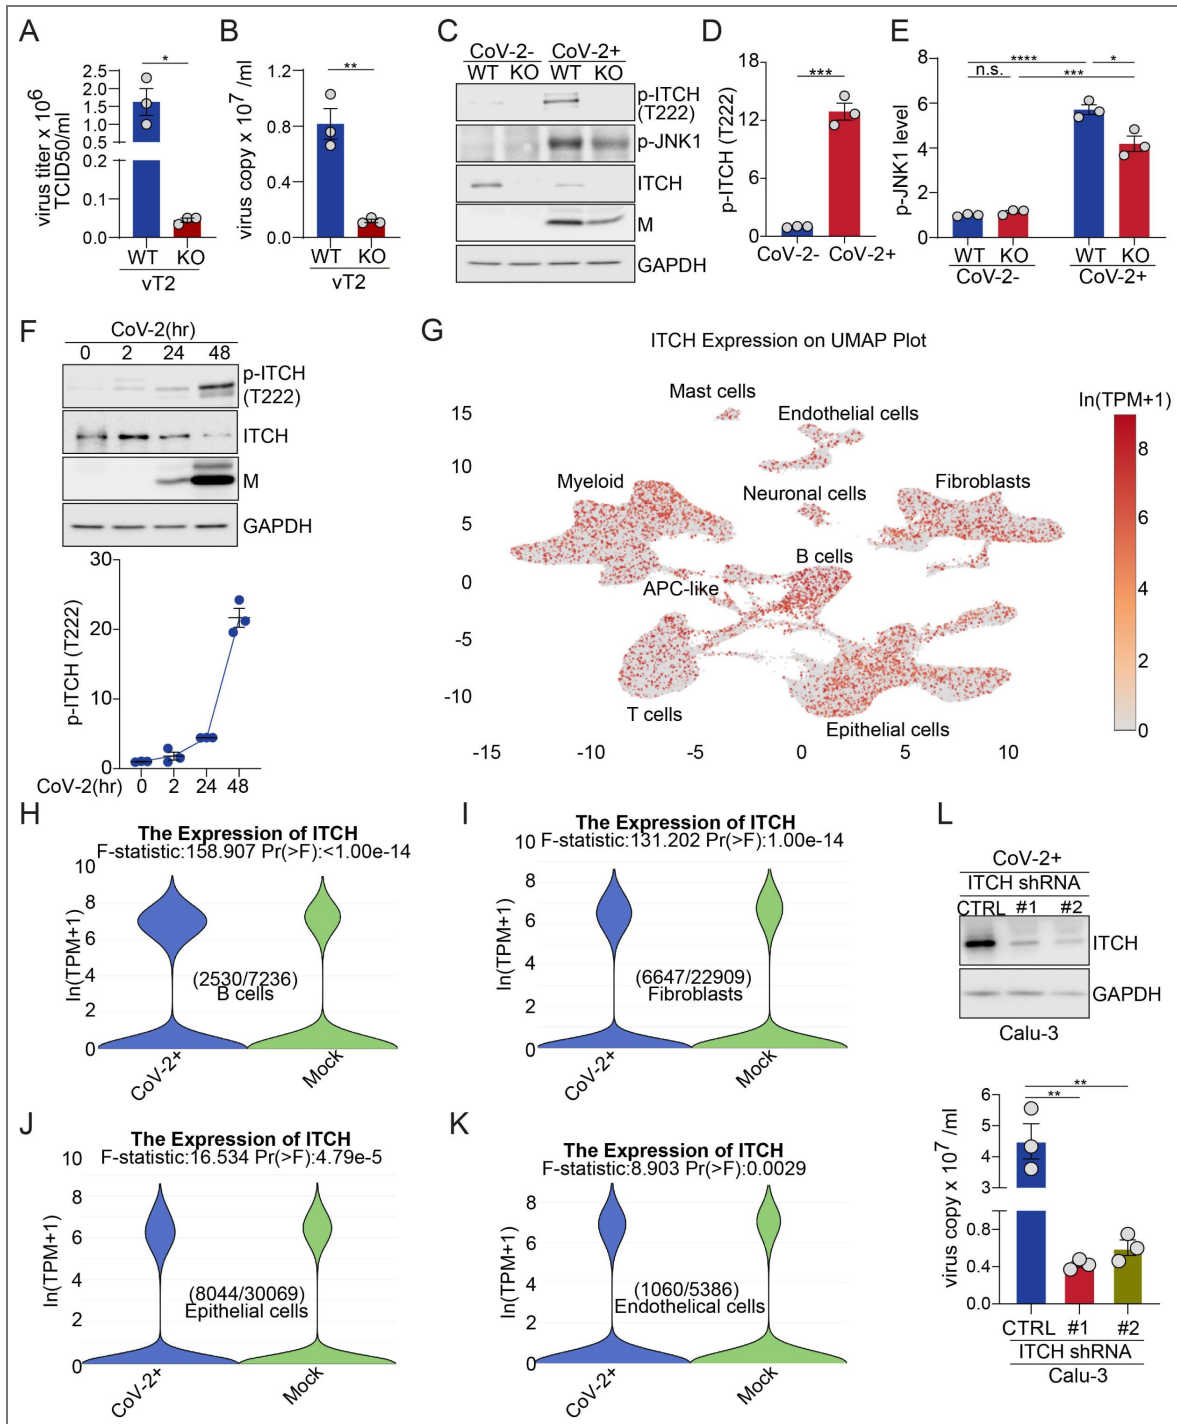 A
virus titer x 10⁶
TCID50/ml
2.5
2.0
1.5
1.0
0.5
0.2
0.1
0.0
*
WT KO
vT2
B
virus copy x 10⁷ /ml
1.2
0.8
0.4
0.0
**
WT KO
vT2
C
CoV-2- CoV-2+
WT KO WT KO
p-ITCH
(T222)
p-JNK1
ITCH
M
GAPDH
D
p-ITCH (T222)
18
12
6
0
***
CoV-2- CoV-2+
E
p-JNK1 level
8
6
4
2
0
**** *
n.s. ***
WT KO WT KO
CoV-2- CoV-2+
F
CoV-2(hr)
0 2 24 48
p-ITCH
(T222)
ITCH
M
GAPDH
p-ITCH (T222)
30
20
10
0
CoV-2(hr) 0 2 24 48
G
ITCH Expression on UMAP Plot
ln(TPM+1)
8
6
4
2
0
15
10
5
0
-5
-10
-15 -10 -5 0 5 10
Mast cells
Endothelial cells
Myeloid
Neuronal cells
Fibroblasts
B cells
APC-like
T cells
Epithelial cells
H
The Expression of ITCH
F-statistic:158.907 Pr(>F):<1.00e-14
ln(TPM+1)
10
8
6
4
2
0
(2530/7236)
B cells
CoV-2+ Mock
I
The Expression of ITCH
F-statistic:131.202 Pr(>F):1.00e-14
ln(TPM+1)
10
8
6
4
2
0
(6647/22909)
Fibroblasts
CoV-2+ Mock
J
The Expression of ITCH
F-statistic:16.534 Pr(>F):4.79e-5
ln(TPM+1)
10
8
6
4
2
0
(8044/30069)
Epithelial cells
CoV-2+ Mock
K
The Expression of ITCH
F-statistic:8.903 Pr(>F):0.0029
ln(TPM+1)
10
8
6
4
2
0
(1060/5386)
Endothelical cells
CoV-2+ Mock
L
CoV-2+
ITCH shRNA
CTRL #1 #2
ITCH
GAPDH
Calu-3
virus copy x 10⁷ /ml
6
5
4
3
0.8
0.4
0.0
**
**
CTRL #1 #2
ITCH shRNA
Calu-3